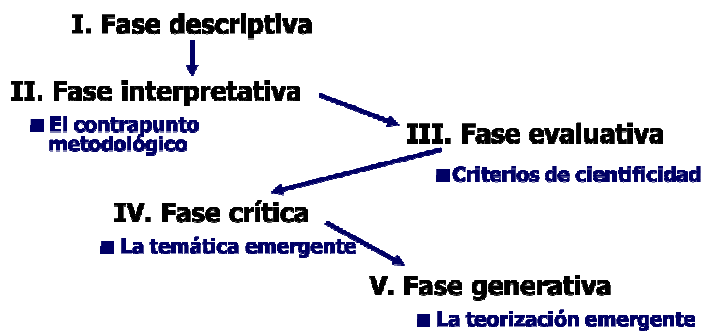 I. Fase descriptiva
II. Fase interpretativa
■ El contrapunto
metodológico
III. Fase evaluativa
■Criterios de cientificidad
IV. Fase crítica
■ La temática emergente
V. Fase generativa
■ La teorización emergente